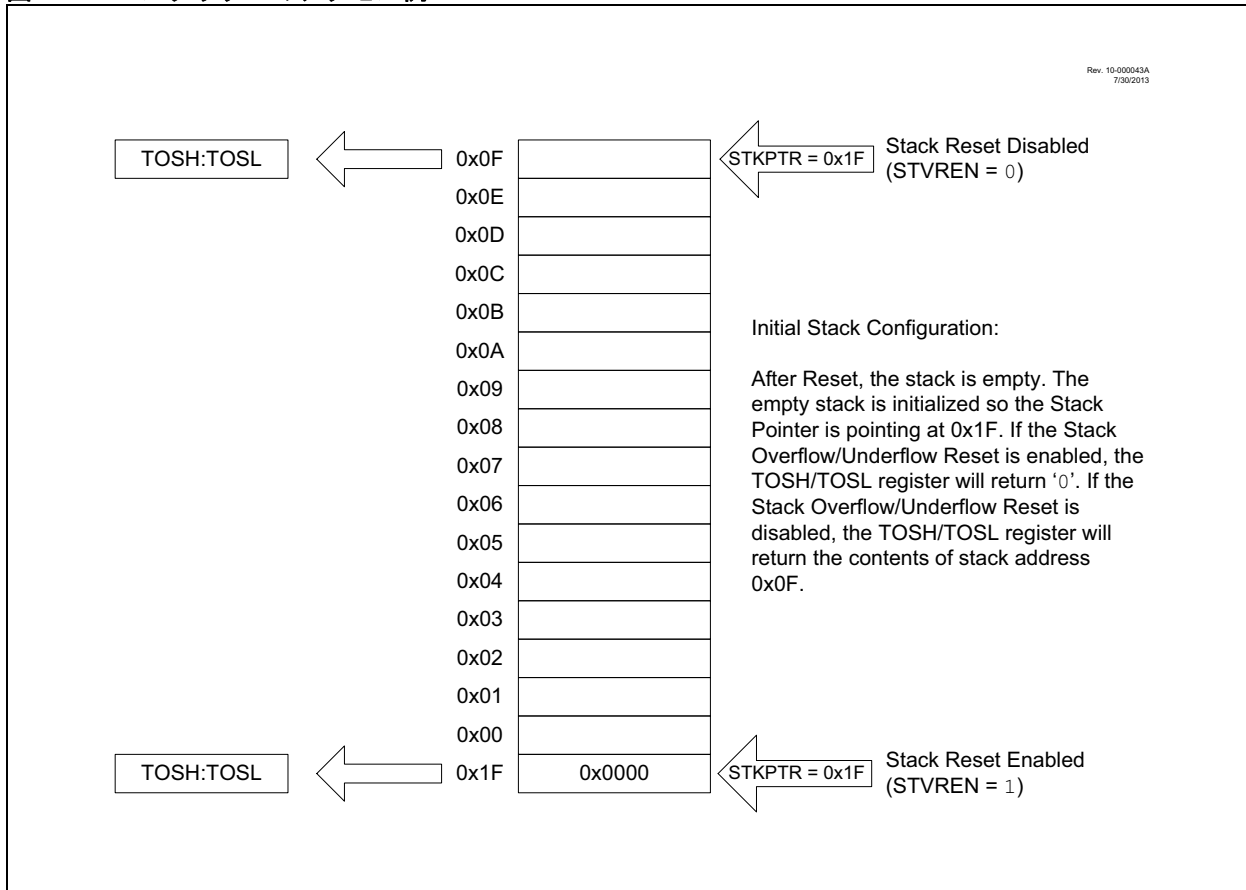 Rev. 10-000043A
7/30/2013
TOSH:TOSL
0x0F
STKPTR = 0x1F
Stack Reset Disabled
(STVREN = 0)
0x0E
0x0D
0x0C
0x0B
0x0A
0x09
0x08
0x07
0x06
0x05
0x04
0x03
0x02
0x01
0x00
Initial Stack Configuration:
After Reset, the stack is empty. The
empty stack is initialized so the Stack
Pointer is pointing at 0x1F. If the Stack
Overflow/Underflow Reset is enabled, the
TOSH/TOSL register will return ‘0’. If the
Stack Overflow/Underflow Reset is
disabled, the TOSH/TOSL register will
return the contents of stack address
0x0F.
TOSH:TOSL
0x1F
0x0000
STKPTR = 0x1F
Stack Reset Enabled
(STVREN = 1)